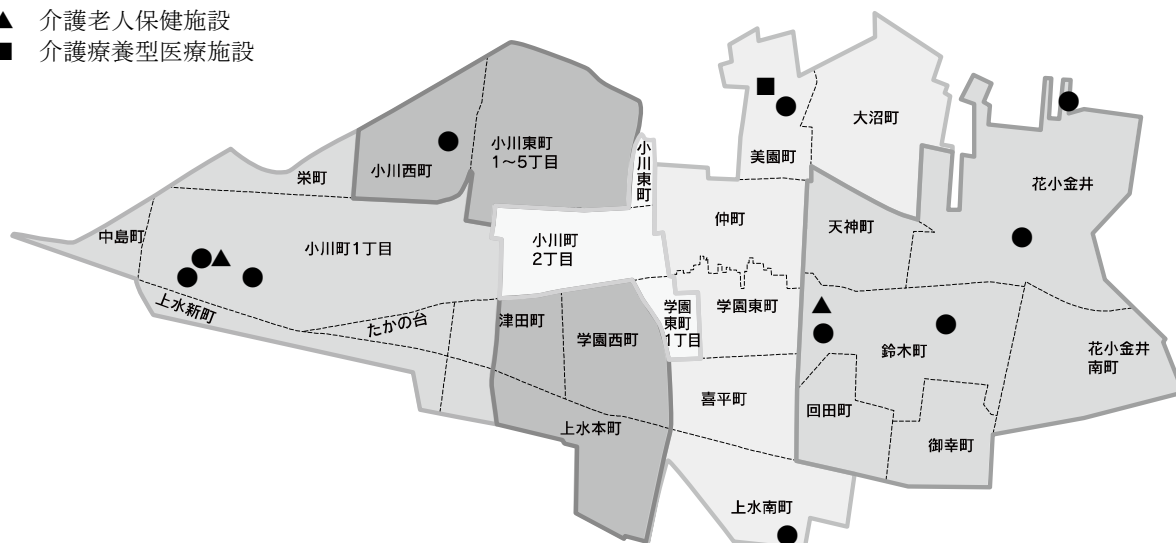 ▲ 介護老人保健施設
■ 介護療養型医療施設
小川東町
1〜5丁目
小川西町
小川東町
美園町
大沼町
花小金井
栄町
中島町
小川町1丁目
小川町
2丁目
仲町
天神町
上水新町
たかの台
津田町
学園西町
学園
東町
1丁目
学園東町
鈴木町
花小金井
南町
喜平町
回田町
上水本町
御幸町
上水南町